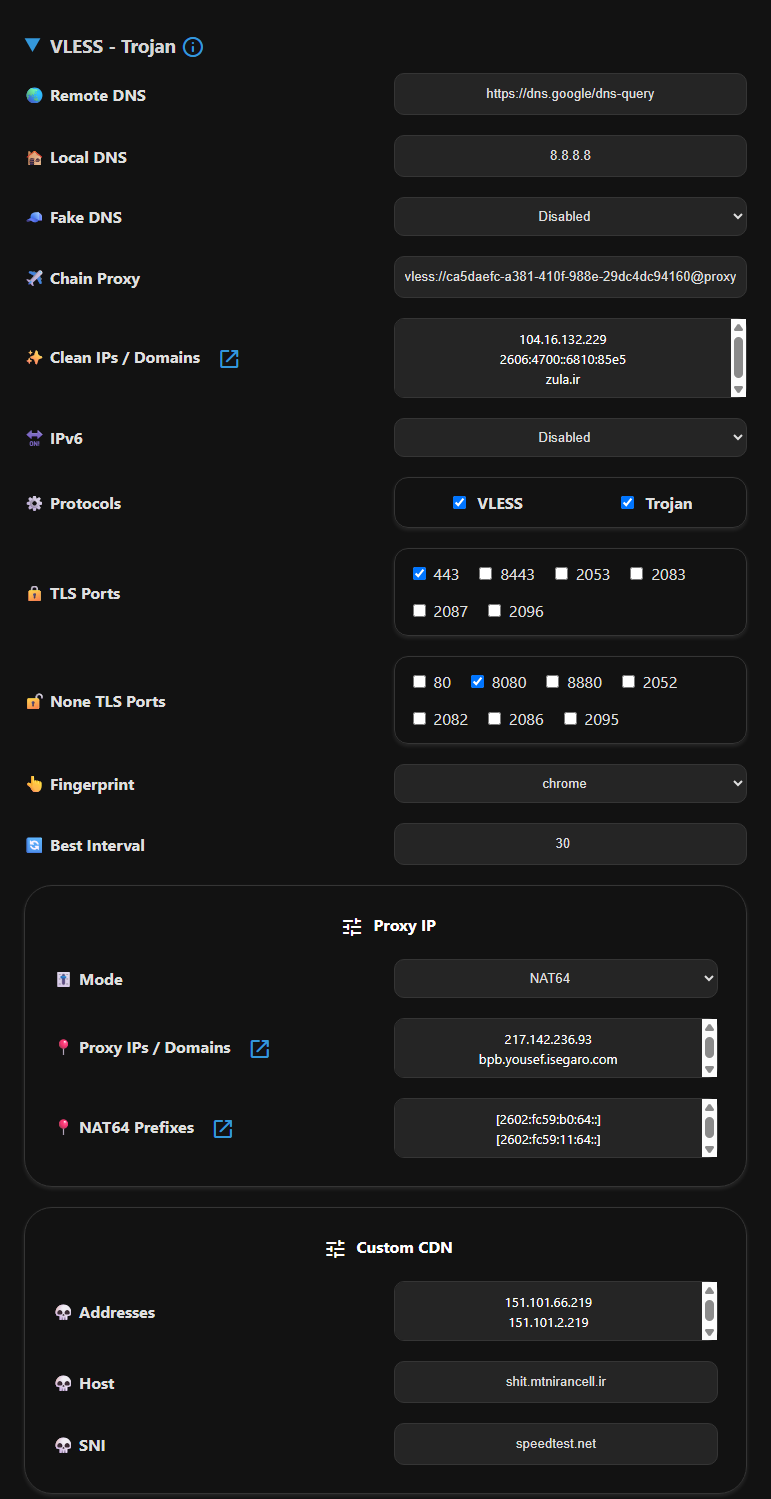 VLESS - Trojan
Remote DNS
https://dns.google/dns-query
Local DNS
8.8.8.8
Fake DNS
Disabled
Chain Proxy
vless://ca5daefc-a381-410f-988e-29dc4dc94160@proxy
Clean IPs / Domains
104.16.132.229
2606:4700::6810:85e5
zula.ir
IPv6
Disabled
Protocols
VLESS Trojan
TLS Ports
443 8443 2053 2083
2087 2096
None TLS Ports
80 8080 8880 2052
2082 2086 2095
Fingerprint
chrome
Best Interval
30
Proxy IP
Mode
NAT64
Proxy IPs / Domains
217.142.236.93
bpb.yousef.isegaro.com
NAT64 Prefixes
[2602:fc59:b0:64::]
[2602:fc59:11:64::]
Custom CDN
Addresses
151.101.66.219
151.101.2.219
Host
shit.mtnirancell.ir
SNI
speedtest.net